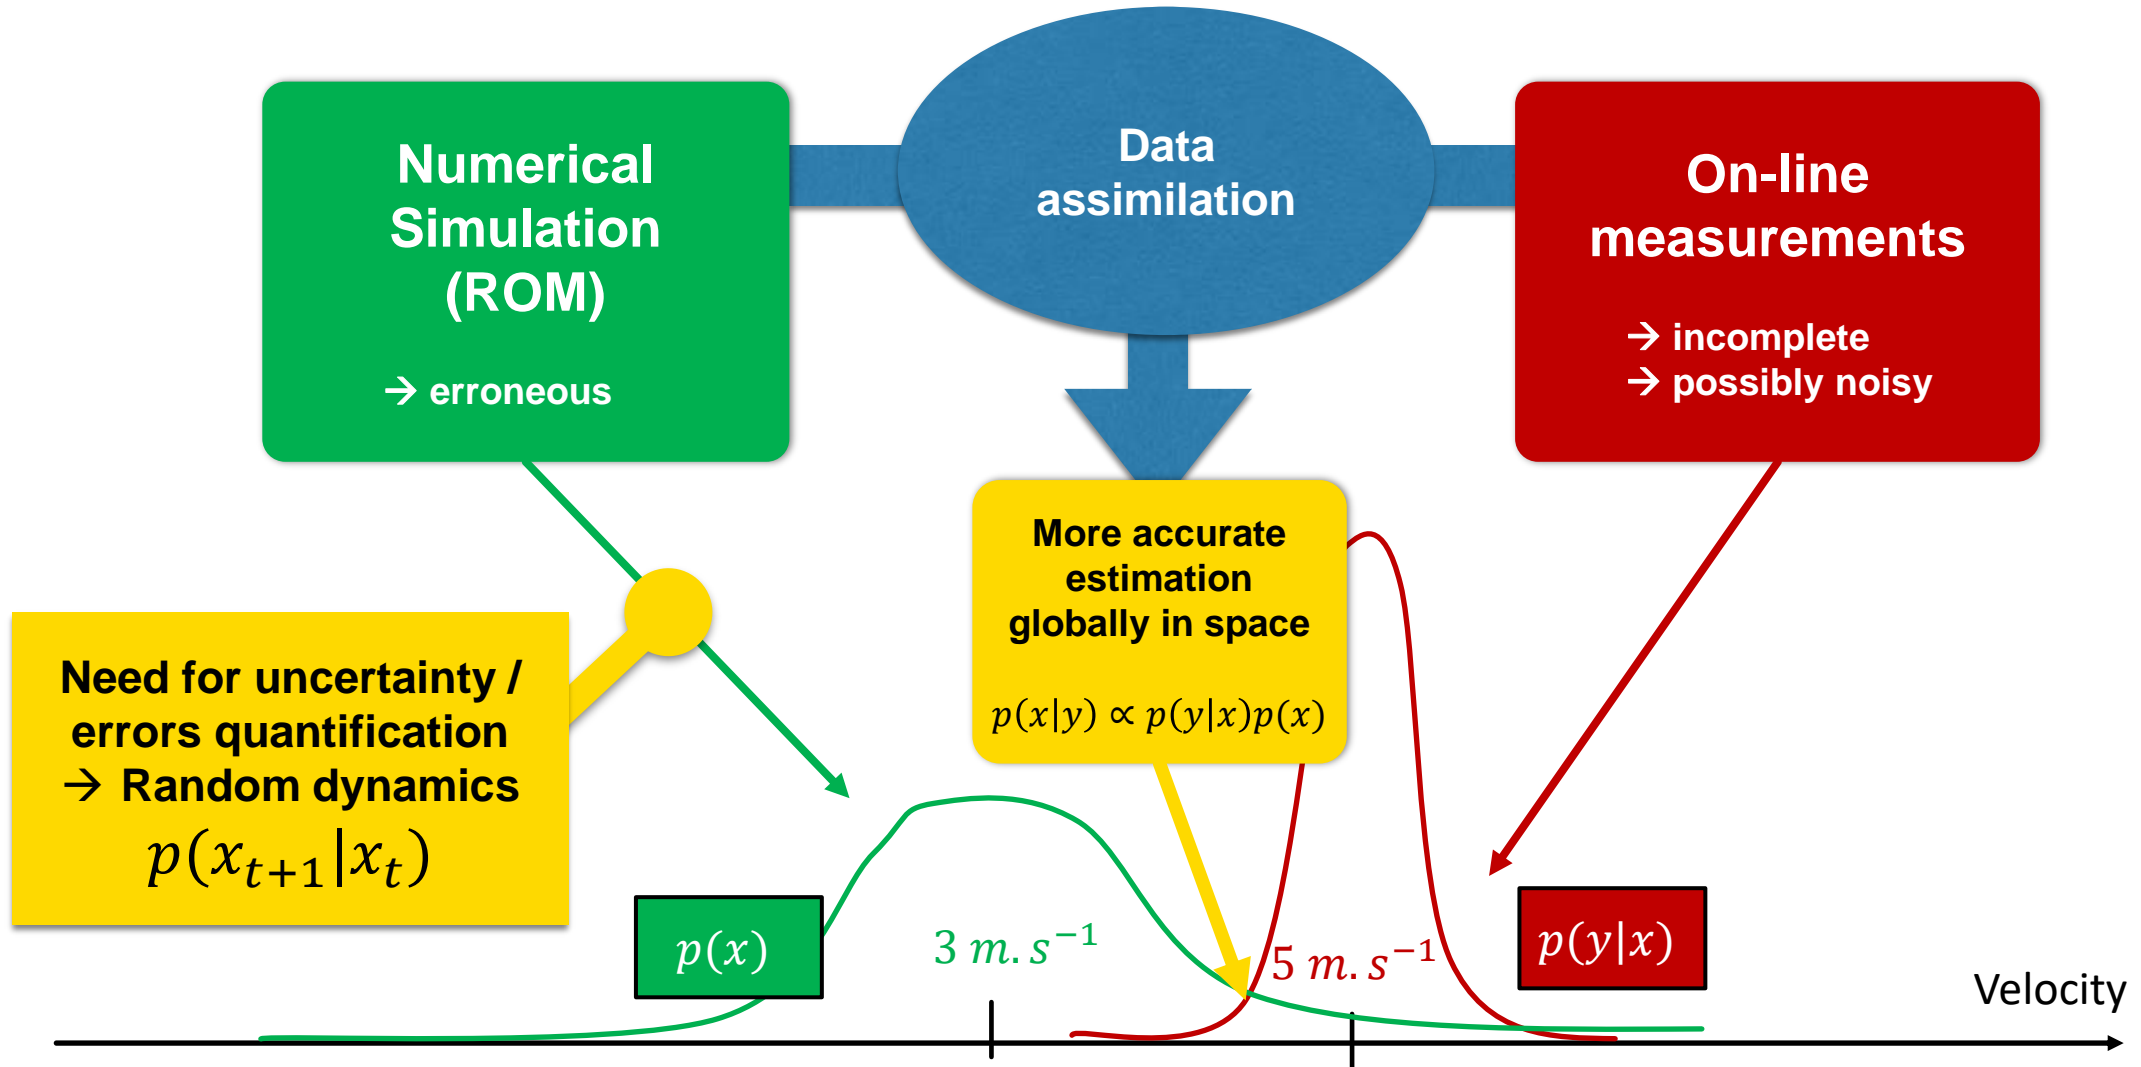 Numerical
Simulation
(ROM)
→ erroneous
Data
assimilation
On-line
measurements
→ incomplete
→ possibly noisy
More accurate
estimation
globally in space
p(x|y) ∝ p(y|x)p(x)
Need for uncertainty /
errors quantification
→ Random dynamics
p(xₜ₊₁|xₜ)
p(x)
3 m.s⁻¹
5 m.s⁻¹
p(y|x)
Velocity